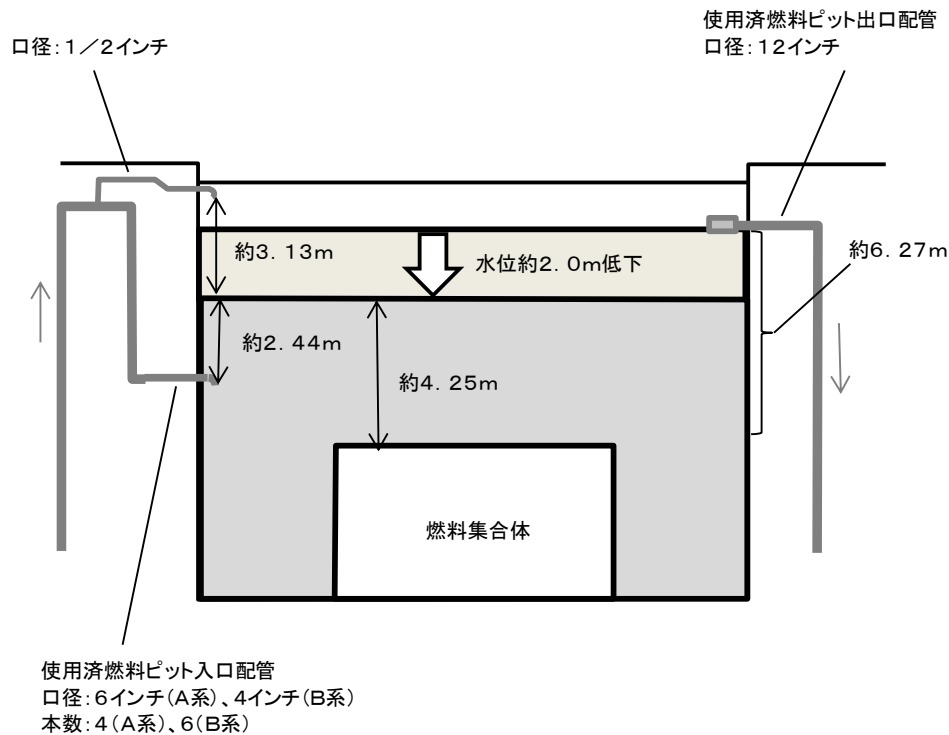 使用済燃料ピット出口配管
口径：12インチ
口径：1／2インチ
約3．13m
水位約2．0m低下
約6．27m
約2．44m
約4．25m
燃料集合体
使用済燃料ピット入口配管
口径：6インチ（A系）、4インチ（B系）
本数：4（A系）、6（B系）